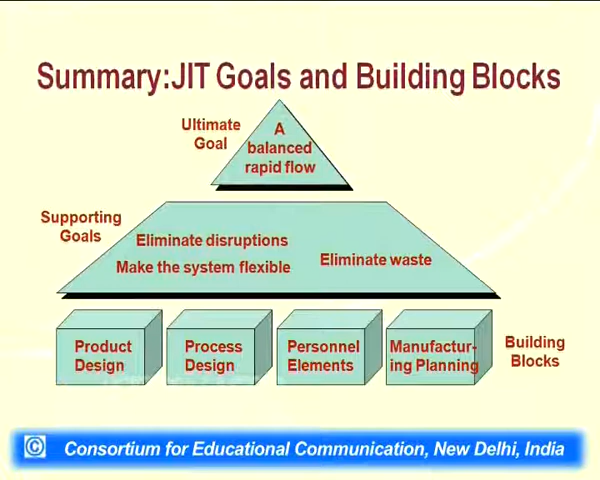 Summary:JIT Goals and Building Blocks
Ultimate
Goal
A
balanced
rapid flow
Supporting
Goals
Eliminate disruptions
Make the system flexible
Eliminate waste
Product
Design
Process
Design
Personnel
Elements
Manufactur-
ing Planning
Building
Blocks
© Consortium for Educational Communication, New Delhi, India